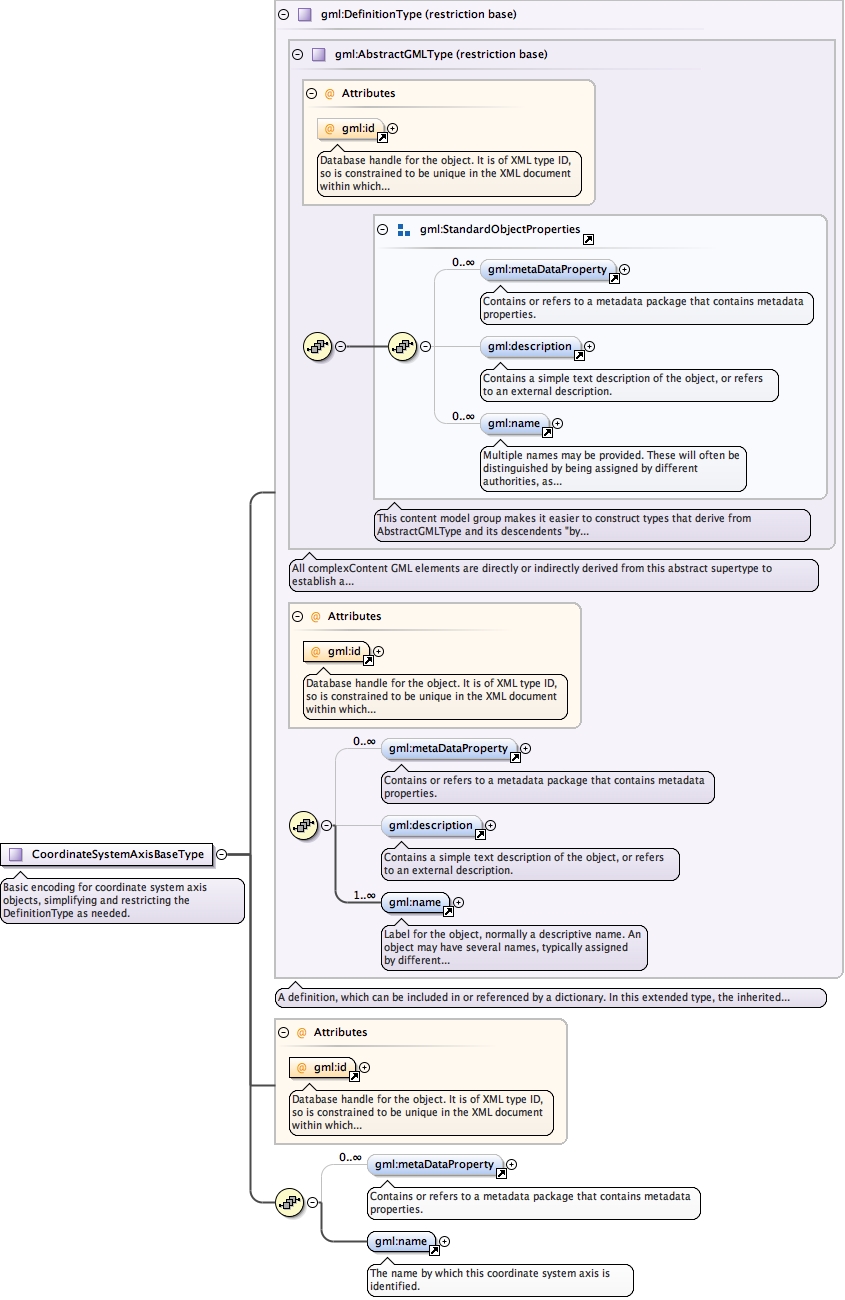 gml:DefinitionType (restriction base)
gml:AbstractGMLType (restriction base)
@ Attributes
@ gml:id
Database handle for the object. It is of XML type ID,
so is constrained to be unique in the XML document
within which...
gml:StandardObjectProperties
0..∞
gml:metaDataProperty
Contains or refers to a metadata package that contains metadata
properties.
gml:description
Contains a simple text description of the object, or refers
to an external description.
0..∞
gml:name
Multiple names may be provided. These will often be
distinguished by being assigned by different
authorities, as...
This content model group makes it easier to construct types that derive from
AbstractGMLType and its descendents "by...
All complexContent GML elements are directly or indirectly derived from this abstract supertype to
establish a...
@ Attributes
@ gml:id
Database handle for the object. It is of XML type ID,
so is constrained to be unique in the XML document
within which...
0..∞
gml:metaDataProperty
Contains or refers to a metadata package that contains metadata
properties.
gml:description
Contains a simple text description of the object, or refers
to an external description.
1..∞
gml:name
Label for the object, normally a descriptive name. An
object may have several names, typically assigned
by different...
CoordinateSystemAxisBaseType
Basic encoding for coordinate system axis
objects, simplifying and restricting the
DefinitionType as needed.
A definition, which can be included in or referenced by a dictionary. In this extended type, the inherited...
@ Attributes
@ gml:id
Database handle for the object. It is of XML type ID,
so is constrained to be unique in the XML document
within which...
0..∞
gml:metaDataProperty
Contains or refers to a metadata package that contains metadata
properties.
gml:name
The name by which this coordinate system axis is
identified.